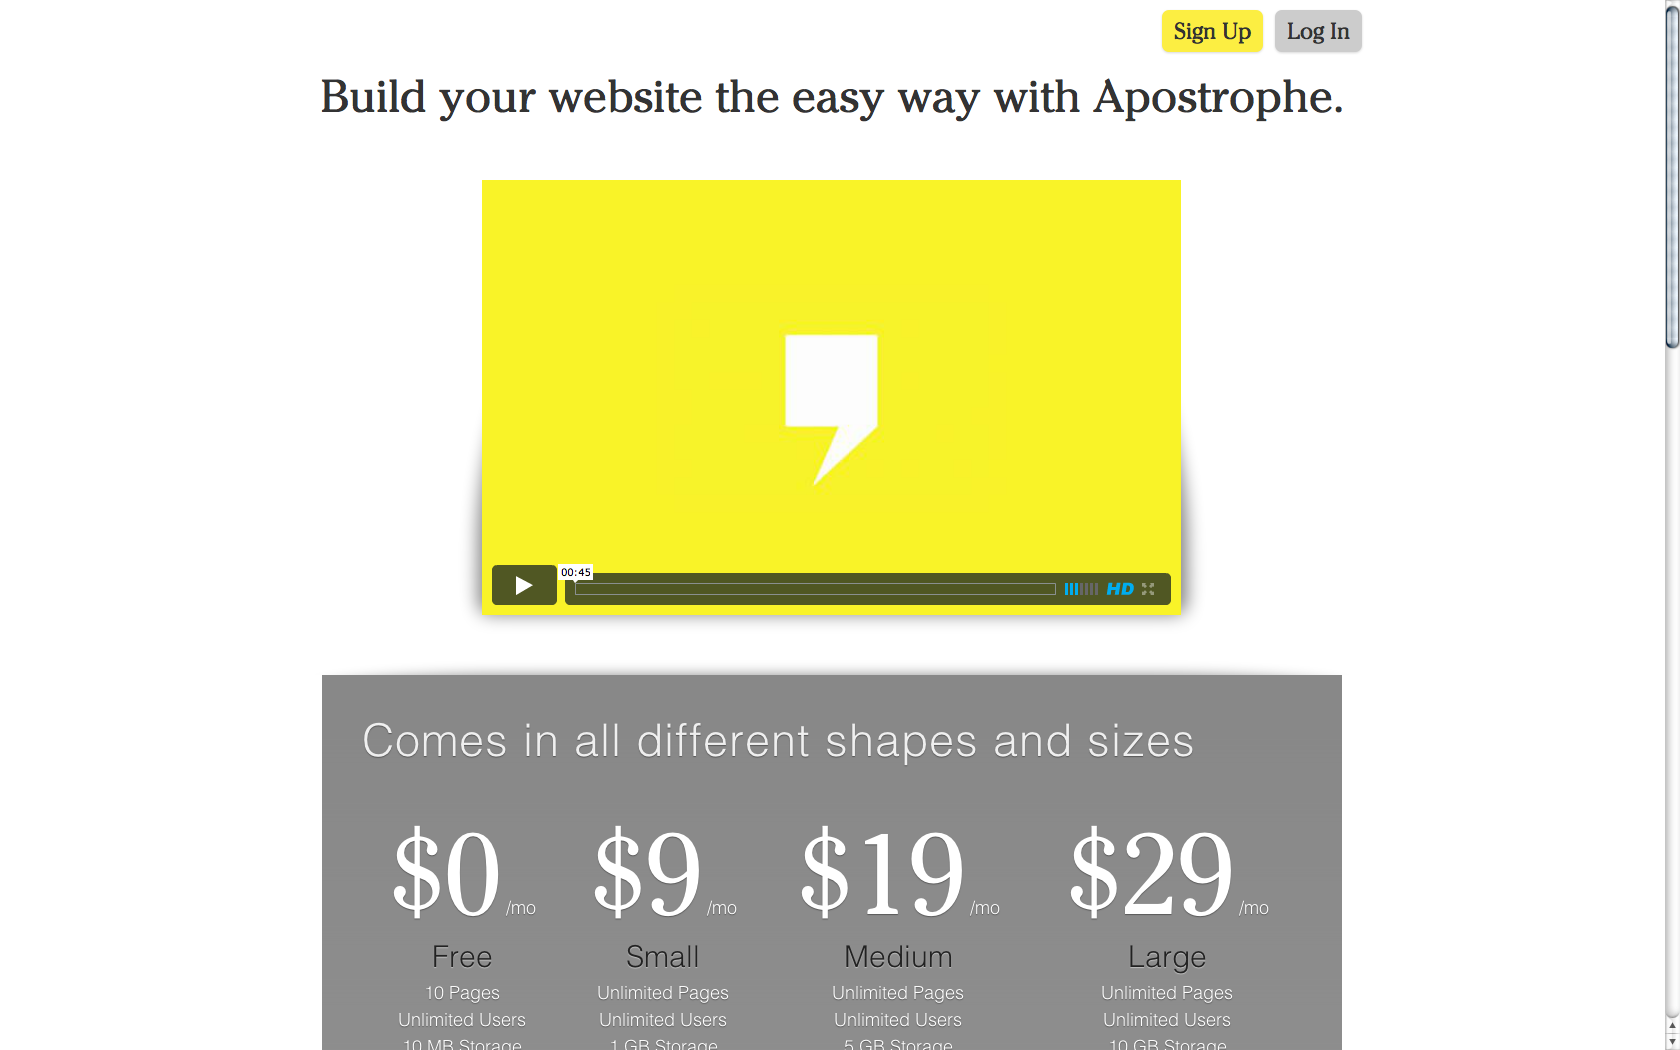 Sign Up Log In
Build your website the easy way with Apostrophe.
00:45
HD
Comes in all different shapes and sizes
$0 /mo $9 /mo $19 /mo $29 /mo
Free Small Medium Large
10 Pages Unlimited Pages Unlimited Pages Unlimited Pages
Unlimited Users Unlimited Users Unlimited Users Unlimited Users
10 MB Storage 1 GB Storage 5 GB Storage 10 GB Storage